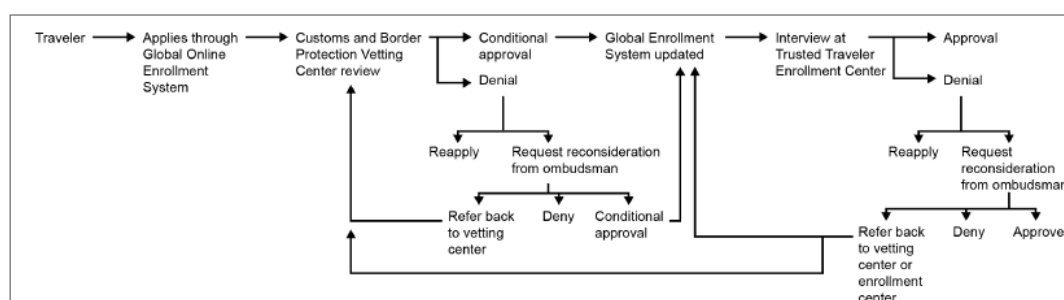 Traveler
Applies through
Global Online
Enrollment
System
Customs and Border
Protection Vetting
Center review
Conditional
approval
Denial
Global Enrollment
System updated
Interview at
Trusted Traveler
Enrollment Center
Approval
Denial
Reapply
Request reconsideration
from ombudsman
Reapply
Request
reconsideration
from ombudsman
Refer back
to vetting
center
Deny
Conditional
approval
Refer back
to vetting
center or
enrollment
center
Deny
Approve